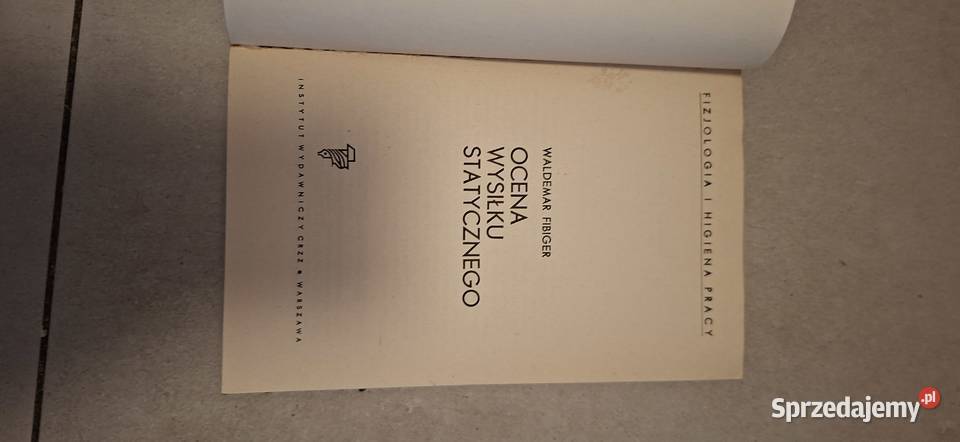 FIZJOLOGIA I HIGIENA PRACY
WALDEMAR FIBIGER
OCENA
WYSIŁKU
STATYCZNEGO
INSTYTUT WYDAWNICZY CRZZ • WARSZAWA
Sprzedajemy.pl